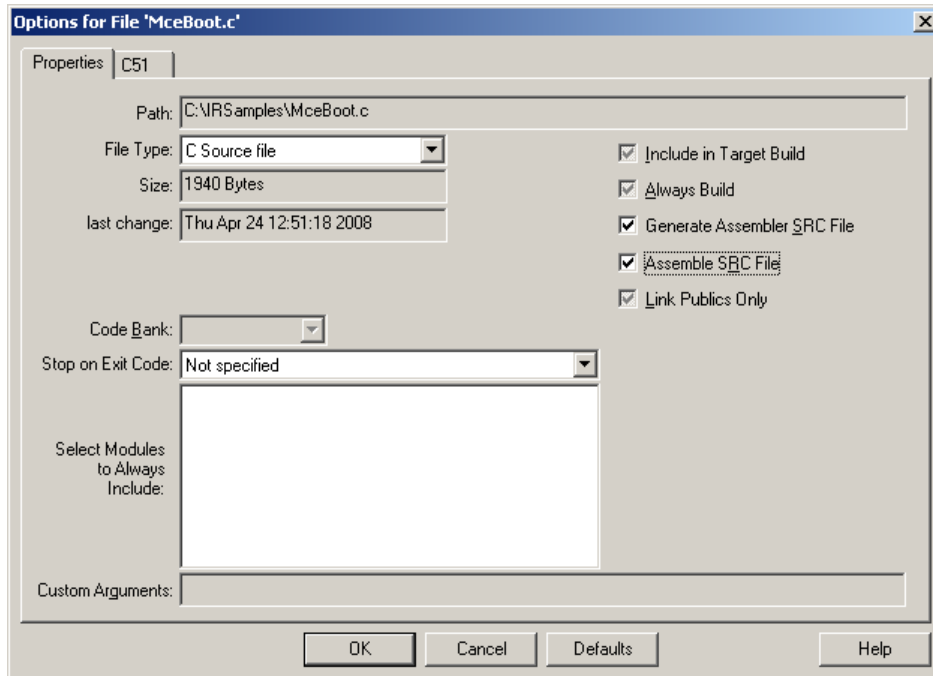 Options for File 'MceBoot.c'
Properties C51
Path: C:\IRSamples\MceBoot.c
File Type: C Source file
Include in Target Build
Size: 1940 Bytes
Always Build
last change: Thu Apr 24 12:51:18 2008
Generate Assembler SRC File
Assemble SRC File
Link Publics Only
Code Bank:
Stop on Exit Code: Not specified
Select Modules
to Always
Include:
Custom Arguments:
OK Cancel Defaults Help